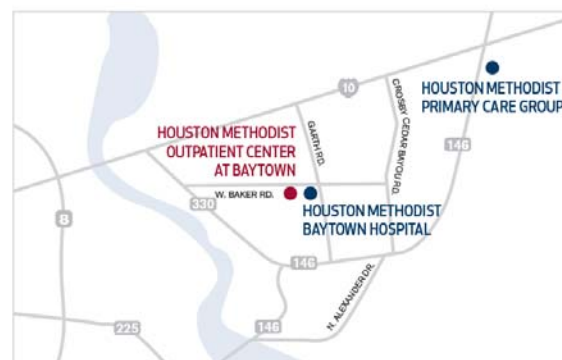 HOUSTON METHODIST
PRIMARY CARE GROUP
10
CROSBY CEDAR BAYOU RD.
GARTH RD.
HOUSTON METHODIST
OUTPATIENT CENTER
AT BAYTOWN
146
W. BAKER RD.
330
HOUSTON METHODIST
BAYTOWN HOSPITAL
8
146
N. ALEXANDER DR.
225
146